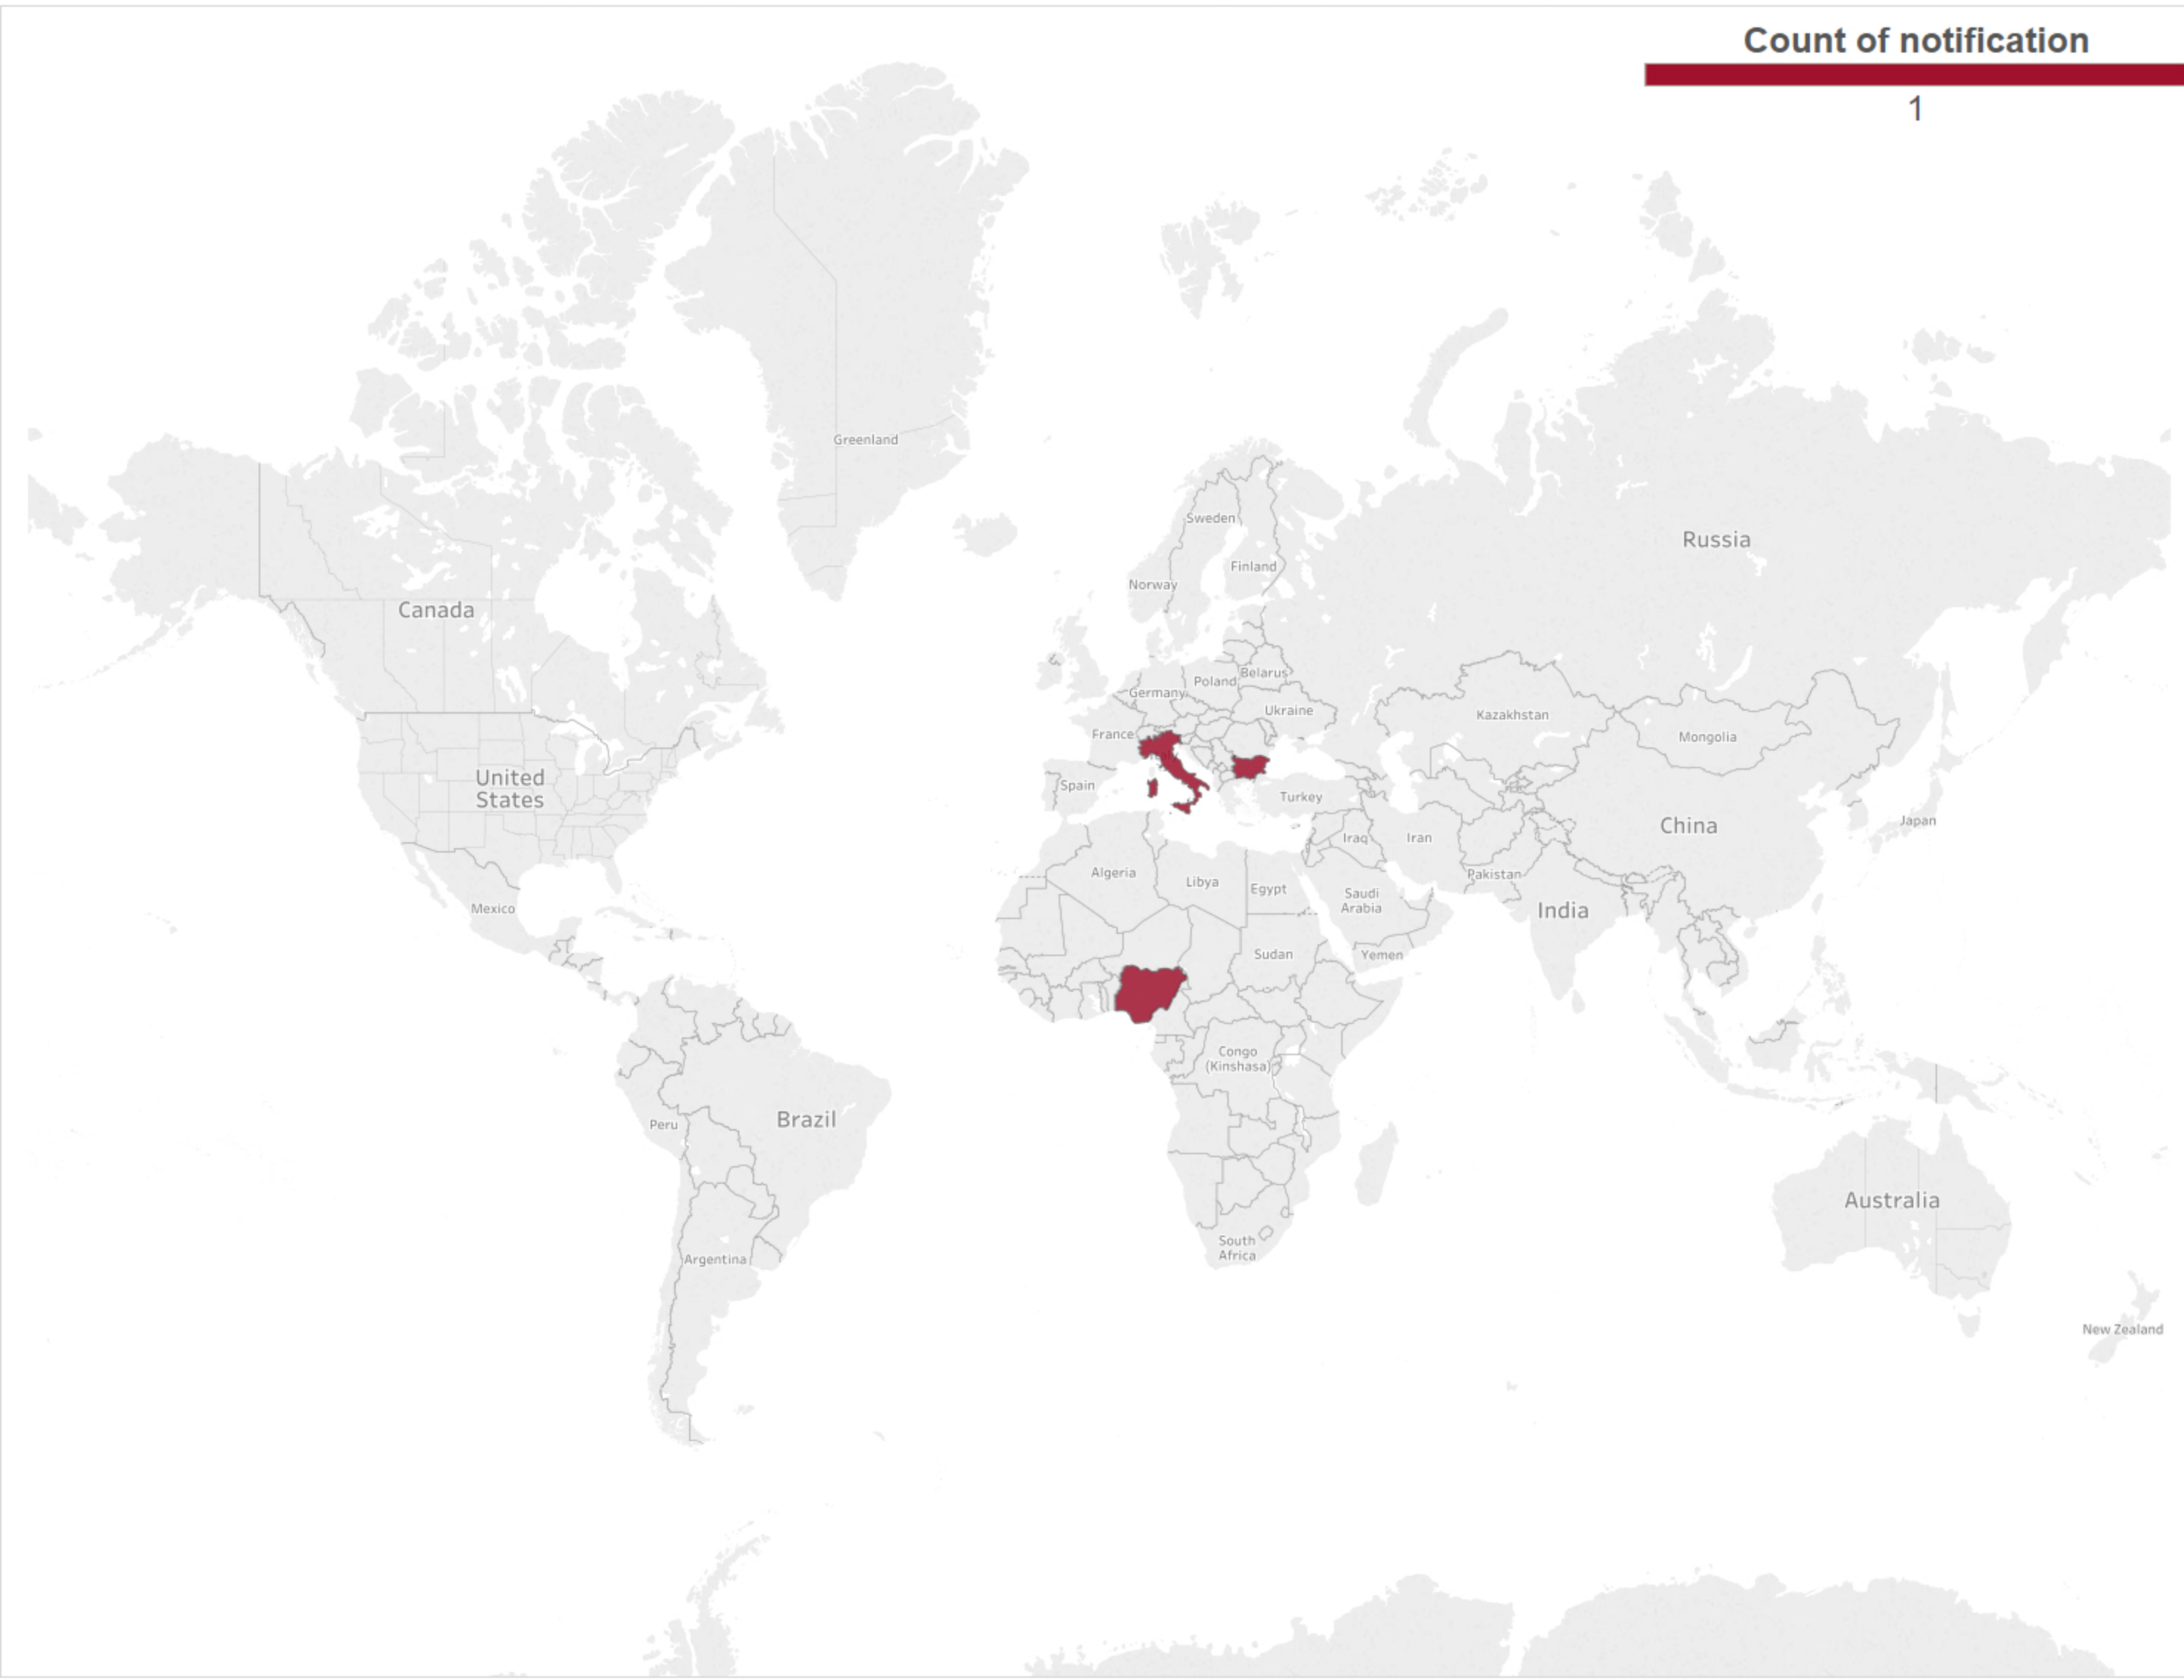 Count of notification
1
Greenland
Sweden
Russia
Finland
Norway
Canada
Belarus
Poland
Germany
Ukraine
Kazakhstan
France
Mongolia
United
States
Spain
Turkey
China
Japan
Iraq
Iran
Algeria
Pakistan
Libya
Egypt
Saudi
Arabia
India
Mexico
Sudan
Yemen
Congo
(Kinshasa)
Brazil
Peru
Australia
South
Africa
Argentina
New Zealand